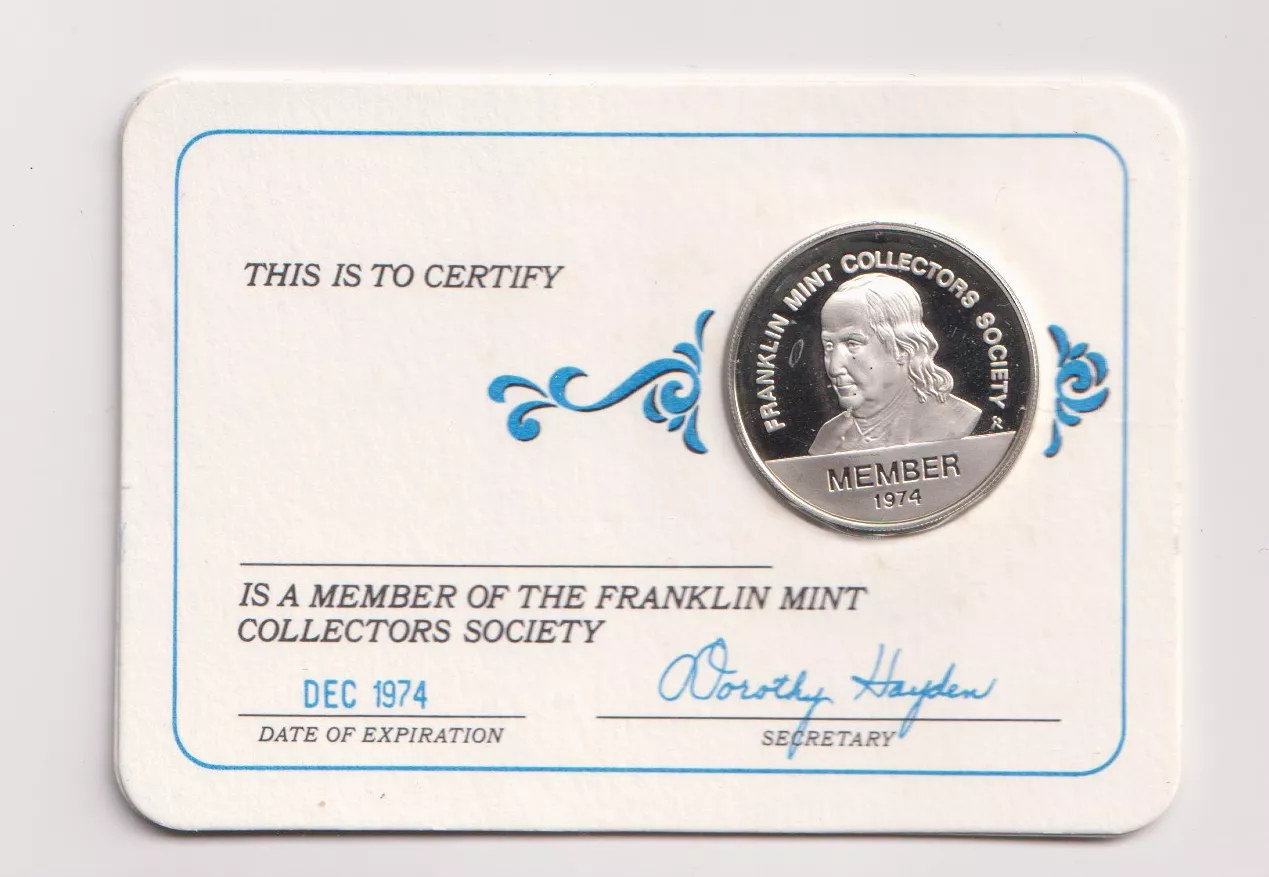 THIS IS TO CERTIFY
FRANKLIN MINT COLLECTORS SOCIETY
MEMBER
1974
IS A MEMBER OF THE FRANKLIN MINT
COLLECTORS SOCIETY
DEC 1974
Dorothy Hayden
DATE OF EXPIRATION
SECRETARY